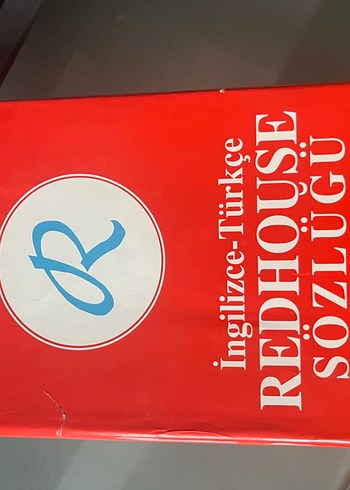 İngilizce-Türkçe
REDHOUSE
SÖZLÜĞÜ
R